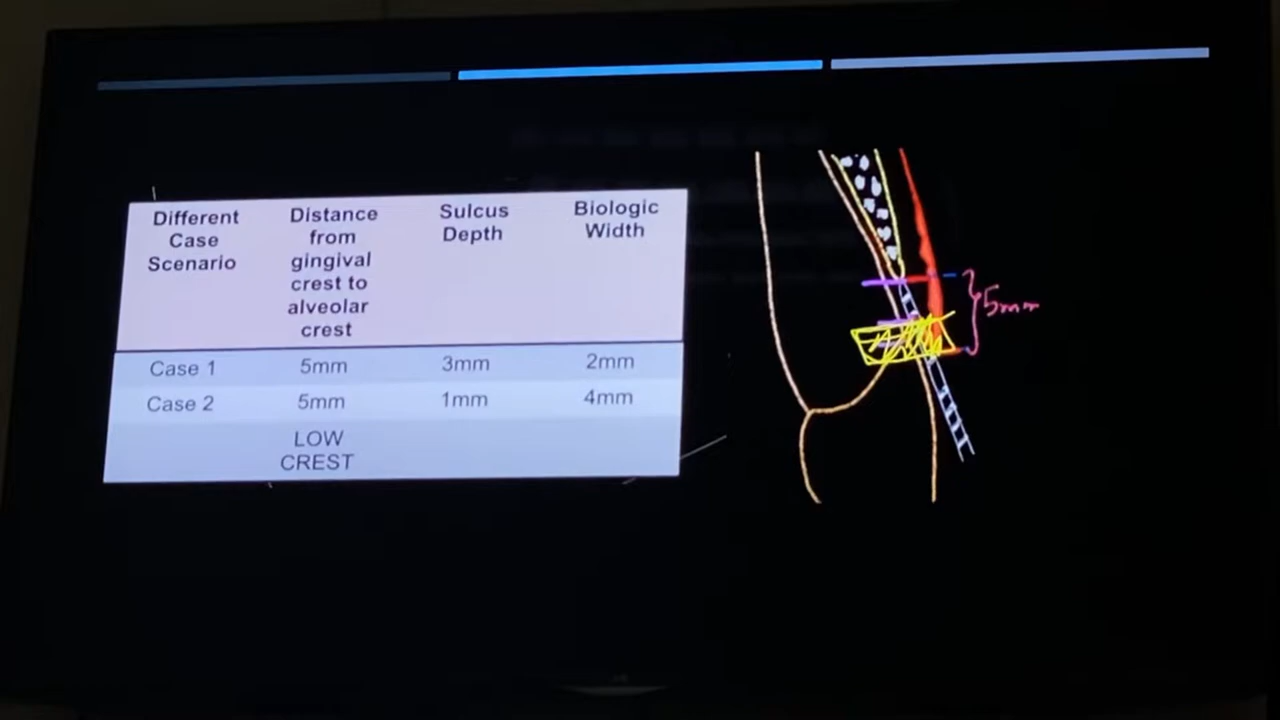 Different Case Scenario
Distance from gingival crest to alveolar crest
Sulcus Depth
Biologic Width
Case 1 5mm 3mm 2mm
Case 2 5mm 1mm 4mm
LOW CREST
5mm